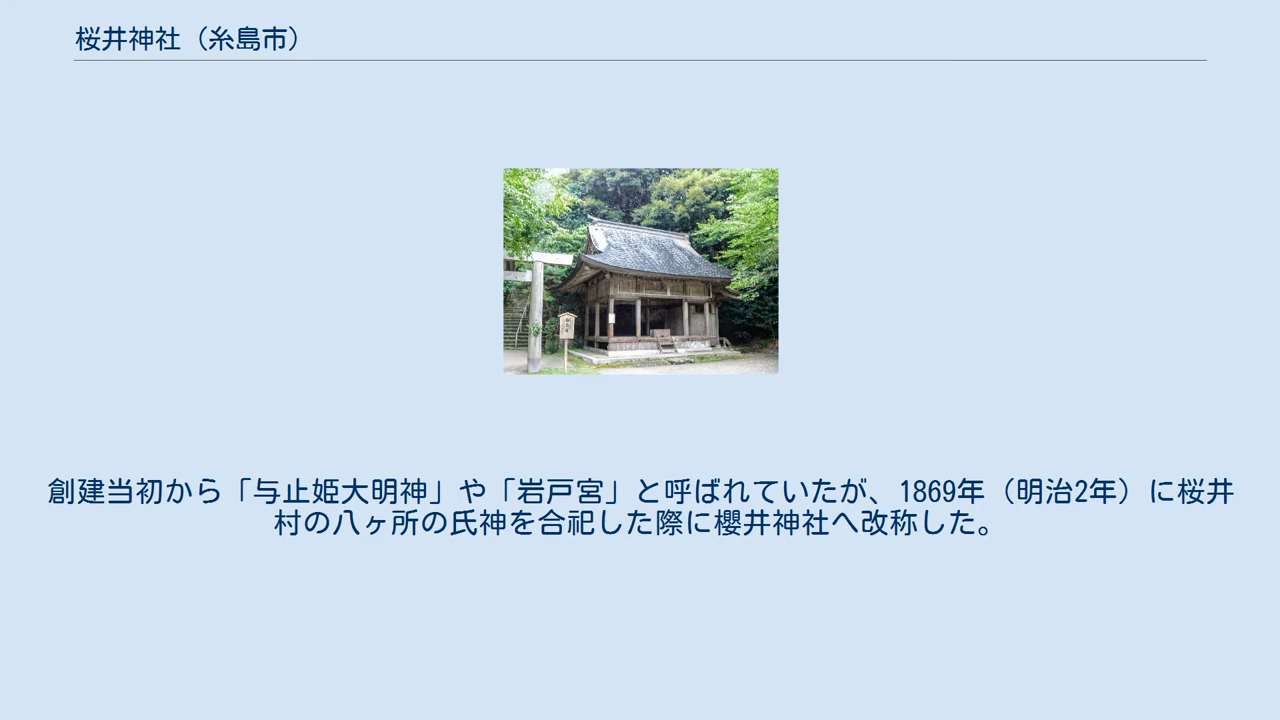 桜井神社（糸島市）
創建当初から「与止姫大明神」や「岩戸宮」と呼ばれていたが、1869年（明治2年）に桜井
村の八ヶ所の氏神を合祀した際に櫻井神社へ改称した。